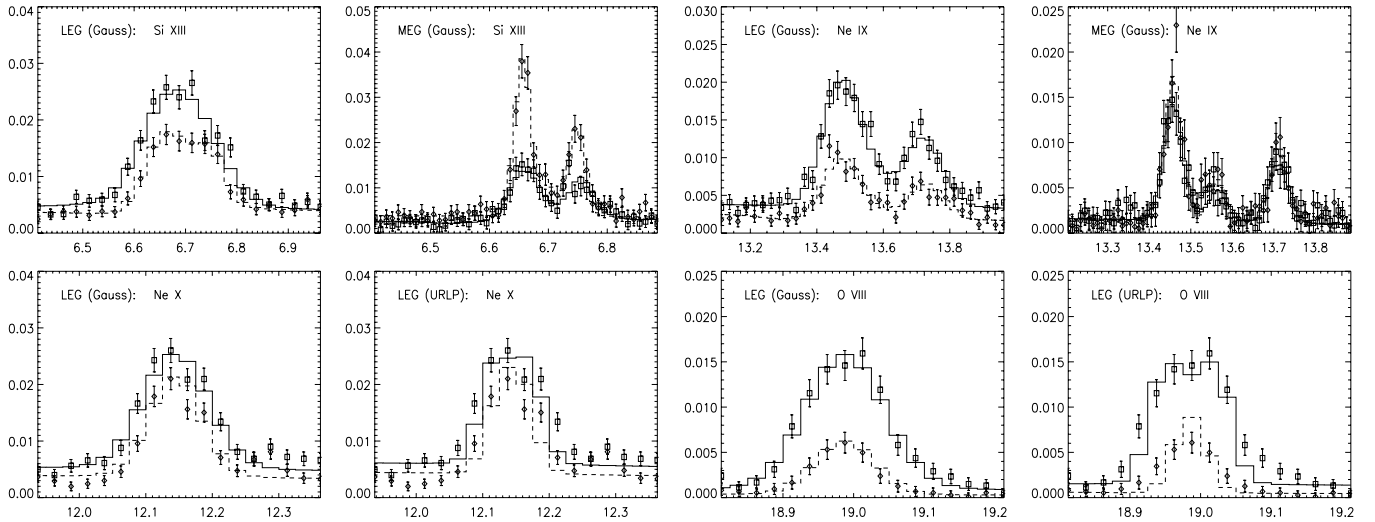 LEG (Gauss): Si XIII
0.04
0.03
0.02
0.01
0.00
6.5 6.6 6.7 6.8 6.9
MEG (Gauss): Si XIII
0.05
0.04
0.03
0.02
0.01
0.00
6.5 6.6 6.7 6.8
LEG (Gauss): Ne IX
0.030
0.025
0.020
0.015
0.010
0.005
0.000
13.2 13.4 13.6 13.8
MEG (Gauss): Ne IX
0.025
0.020
0.015
0.010
0.005
0.000
13.3 13.4 13.5 13.6 13.7 13.8
LEG (Gauss): Ne X
0.04
0.03
0.02
0.01
0.00
12.0 12.1 12.2 12.3
LEG (URLP): Ne X
0.04
0.03
0.02
0.01
0.00
12.0 12.1 12.2 12.3
LEG (Gauss): O VIII
0.025
0.020
0.015
0.010
0.005
0.000
18.9 19.0 19.1 19.2
LEG (URLP): O VIII
0.025
0.020
0.015
0.010
0.005
0.000
18.9 19.0 19.1 19.2